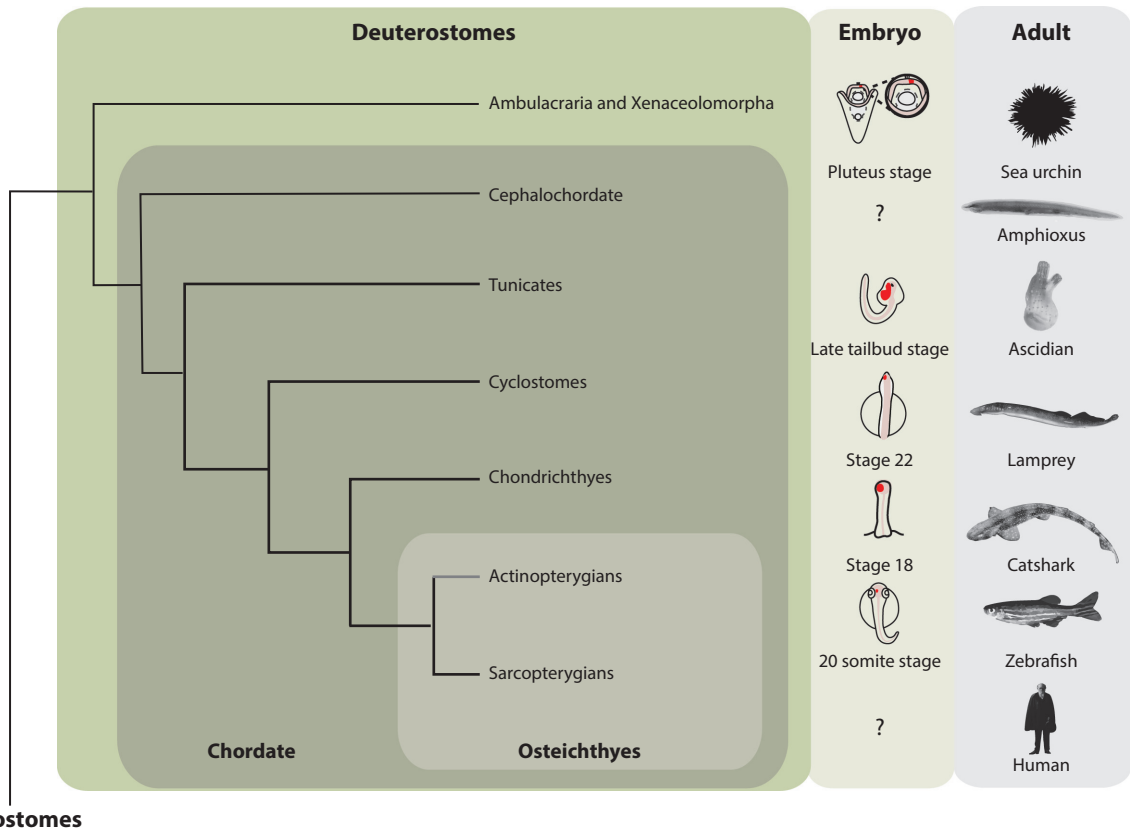 Deuterostomes
Embryo
Adult
Ambulacraria and Xenaceolomorpha
Pluteus stage
Sea urchin
Cephalochordate
?
Amphioxus
Tunicates
Late tailbud stage
Ascidian
Cyclostomes
Stage 22
Lamprey
Chondrichthyes
Stage 18
Catshark
Actinopterygians
20 somite stage
Zebrafish
Sarcopterygians
?
Human
Chordate
Osteichthyes
ostomes